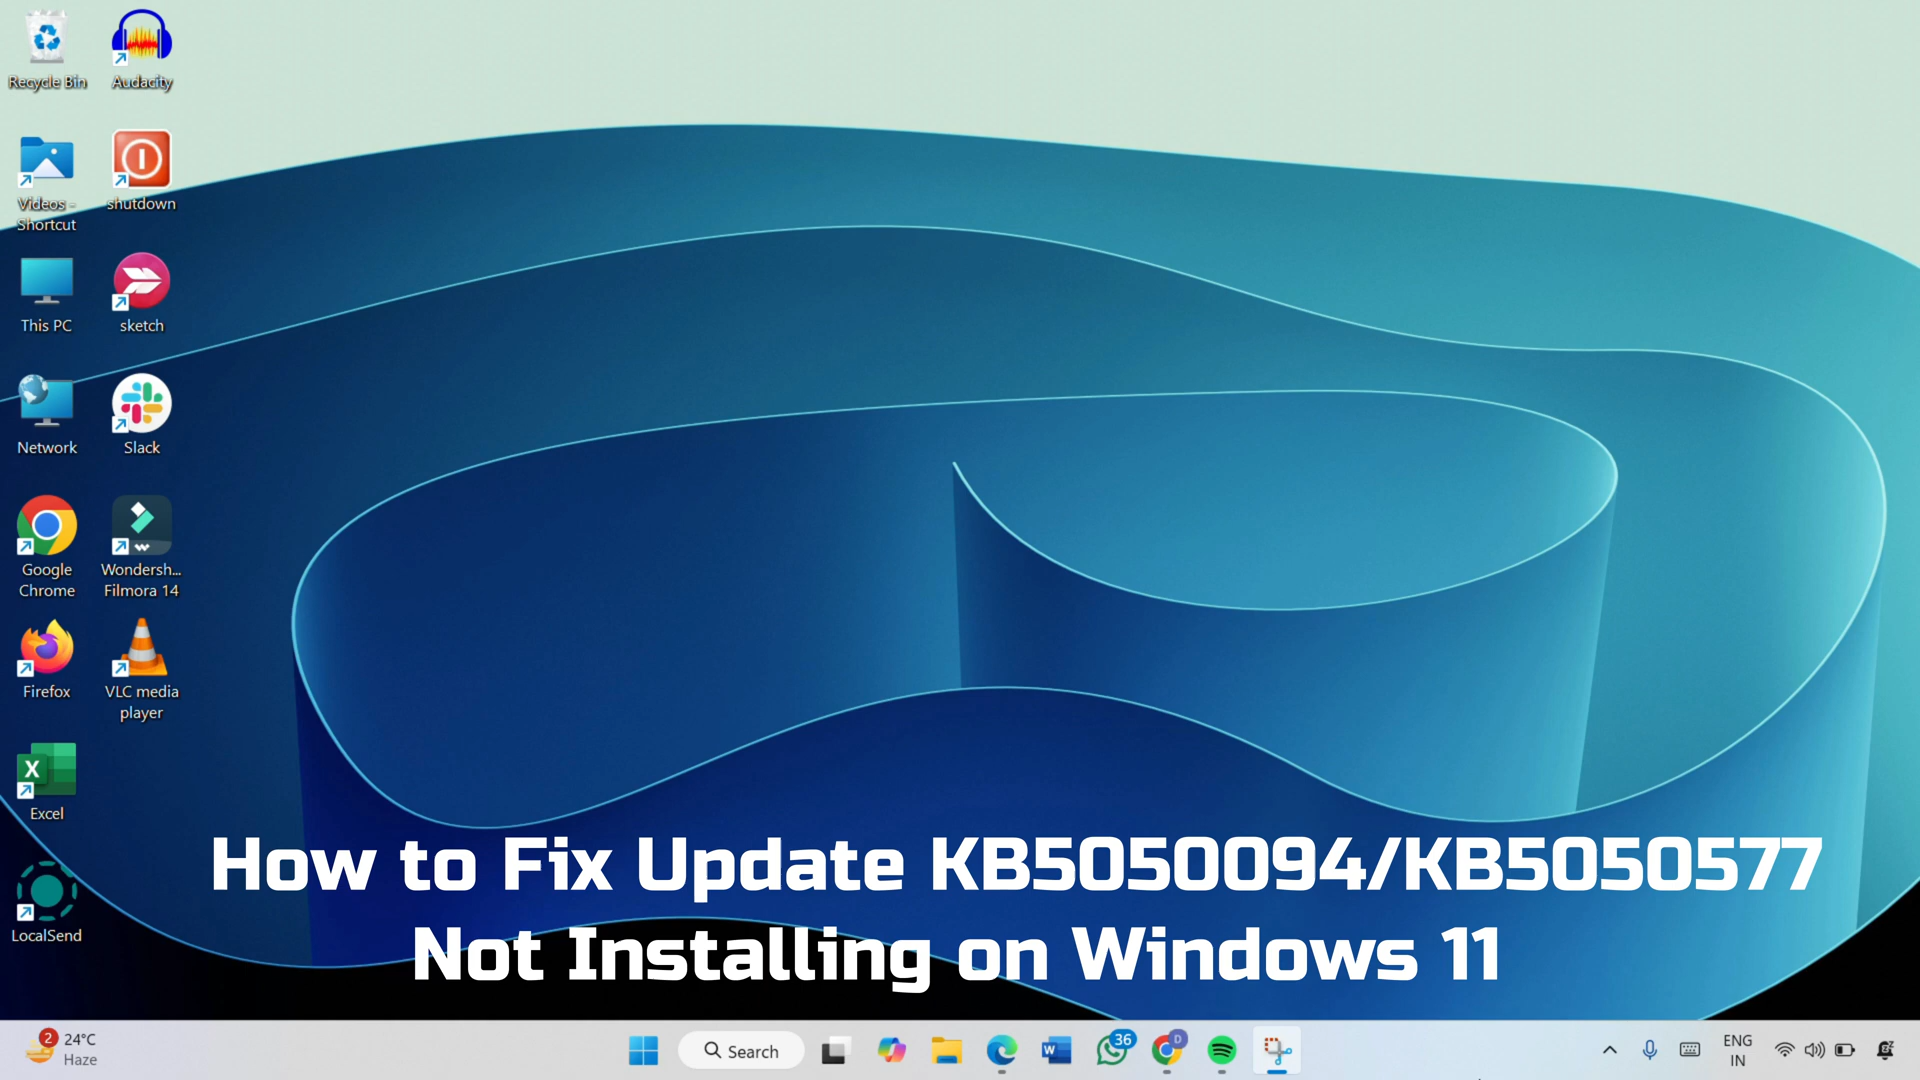 Recycle Bin
Audacity
Videos -
Shortcut
shutdown
This PC
sketch
Network
Slack
Google
Chrome
Wondersh...
Filmora 14
Firefox
VLC media
player
X
Excel
LocalSend
How to Fix Update KB5050094/KB5050577
Not Installing on Windows 11
2
24°C
Haze
Search
W
36
D
ENG
IN